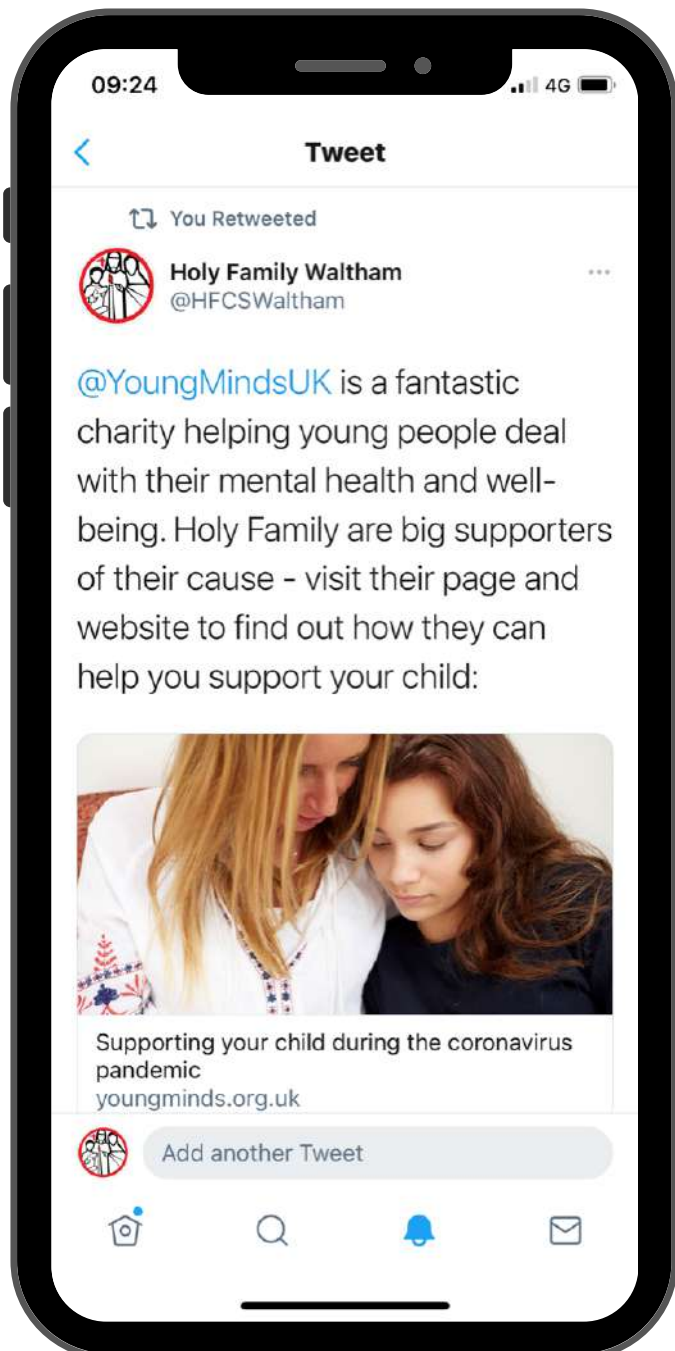 09:24
4G
Tweet
You Retweeted
Holy Family Waltham
@HFCSWaltham
@YoungMindsUK is a fantastic
charity helping young people deal
with their mental health and well-
being. Holy Family are big supporters
of their cause - visit their page and
website to find out how they can
help you support your child:
Supporting your child during the coronavirus
pandemic
youngminds.org.uk
Add another Tweet